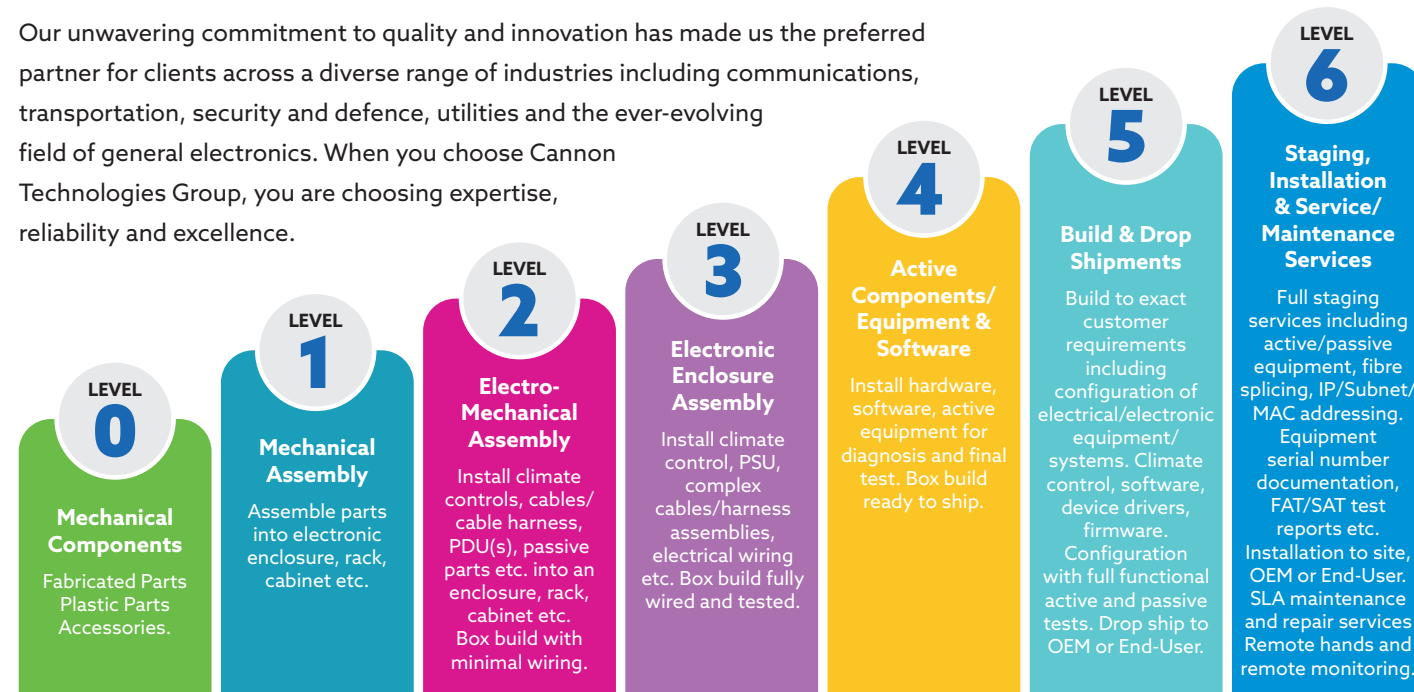 Our unwavering commitment to quality and innovation has made us the preferred
partner for clients across a diverse range of industries including communications,
transportation, security and defence, utilities and the ever-evolving
field of general electronics. When you choose Cannon
Technologies Group, you are choosing expertise,
reliability and excellence.
LEVEL
0
Mechanical
Components
Fabricated Parts
Plastic Parts
Accessories.
LEVEL
1
Mechanical
Assembly
Assemble parts
into electronic
enclosure, rack,
cabinet etc.
LEVEL
2
Electro-
Mechanical
Assembly
Install climate
controls, cables/
cable harness,
PDU(s), passive
parts etc. into an
enclosure, rack,
cabinet etc.
Box build with
minimal wiring.
LEVEL
3
Electronic
Enclosure
Assembly
Install climate
control, PSU,
complex
cables/harness
assemblies,
electrical wiring
etc. Box build fully
wired and tested.
LEVEL
4
Active
Components/
Equipment &
Software
Install hardware,
software, active
equipment for
diagnosis and final
test. Box build
ready to ship.
LEVEL
5
Build & Drop
Shipments
Build to exact
customer
requirements
including
configuration of
electrical/electronic
equipment/
systems. Climate
control, software,
device drivers,
firmware.
Configuration
with full functional
active and passive
tests. Drop ship to
OEM or End-User.
LEVEL
6
Staging,
Installation
& Service/
Maintenance
Services
Full staging
services including
active/passive
equipment, fibre
splicing, IP/Subnet/
MAC addressing.
Equipment
serial number
documentation,
FAT/SAT test
reports etc.
Installation to site,
OEM or End-User.
SLA maintenance
and repair services
Remote hands and
remote monitoring.